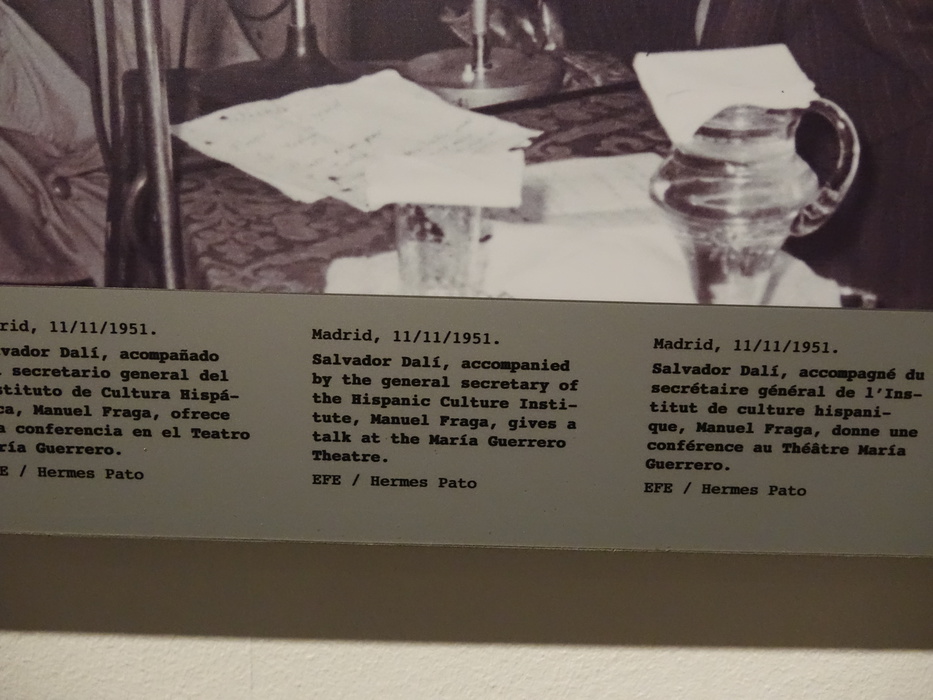 rid, 11/11/1951.
vador Dalí, acompañado
secretario general del
stituto de Cultura Hispá-
ca, Manuel Fraga, ofrece
a conferencia en el Teatro
ría Guerrero.
E / Hermes Pato
Madrid, 11/11/1951.
Salvador Dalí, accompanied
by the general secretary of
the Hispanic Culture Insti-
tute, Manuel Fraga, gives a
talk at the María Guerrero
Theatre.
EFE / Hermes Pato
Madrid, 11/11/1951.
Salvador Dalí, accompagné du
secrétaire général de l'Ins-
titut de culture hispani-
que, Manuel Fraga, donne une
conférence au Théâtre María
Guerrero.
EFE / Hermes Pato